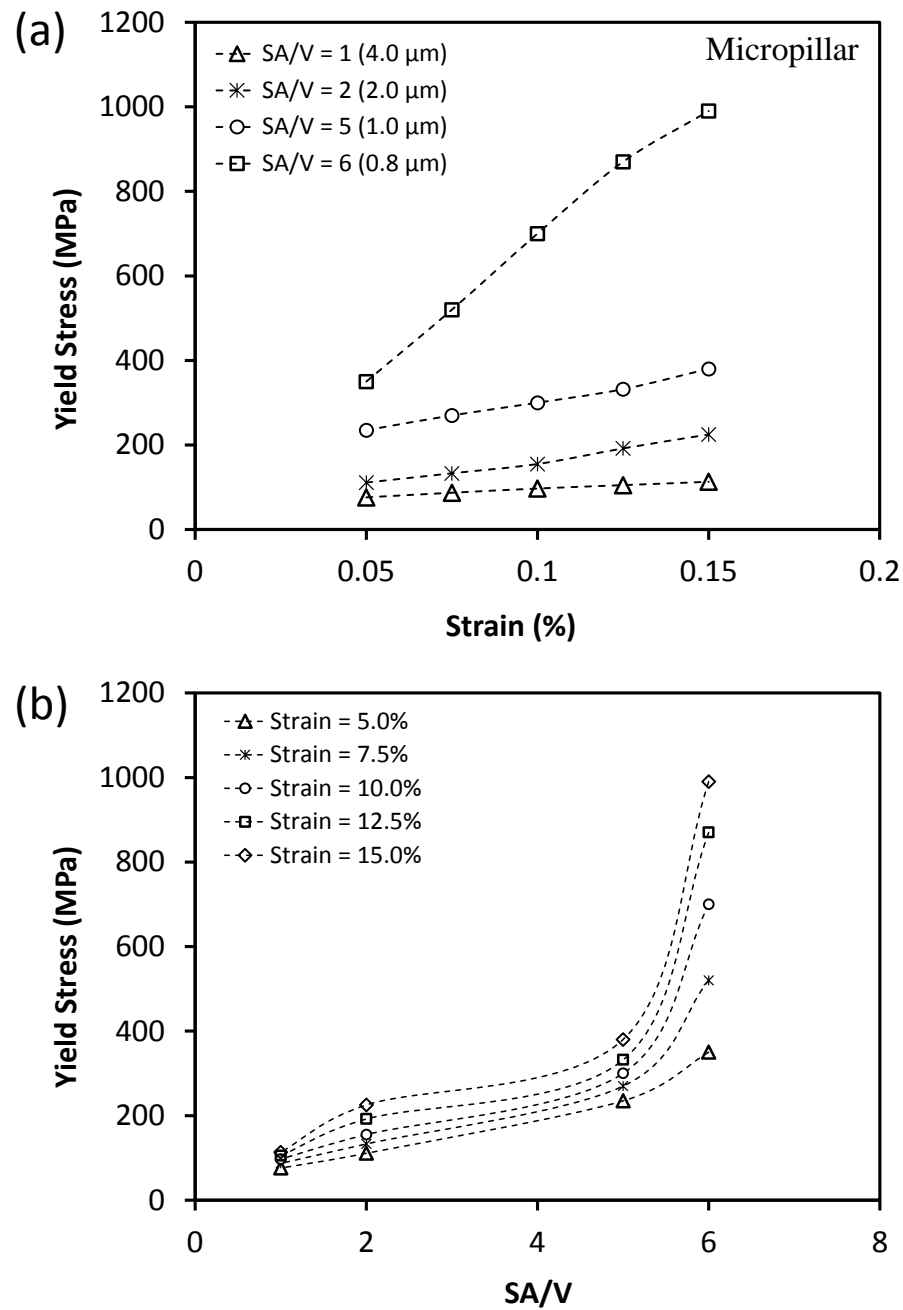 (a)
Micropillar
SA/V = 1 (4.0 µm)
SA/V = 2 (2.0 µm)
SA/V = 5 (1.0 µm)
SA/V = 6 (0.8 µm)
Yield Stress (MPa)
1200
1000
800
600
400
200
0
0 0.05 0.1 0.15 0.2
Strain (%)
(b)
Strain = 5.0%
Strain = 7.5%
Strain = 10.0%
Strain = 12.5%
Strain = 15.0%
Yield Stress (MPa)
1200
1000
800
600
400
200
0
0 2 4 6 8
SA/V